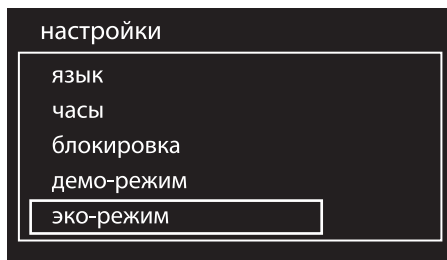 настройки
язык
часы
блокировка
демо-режим
эко-режим